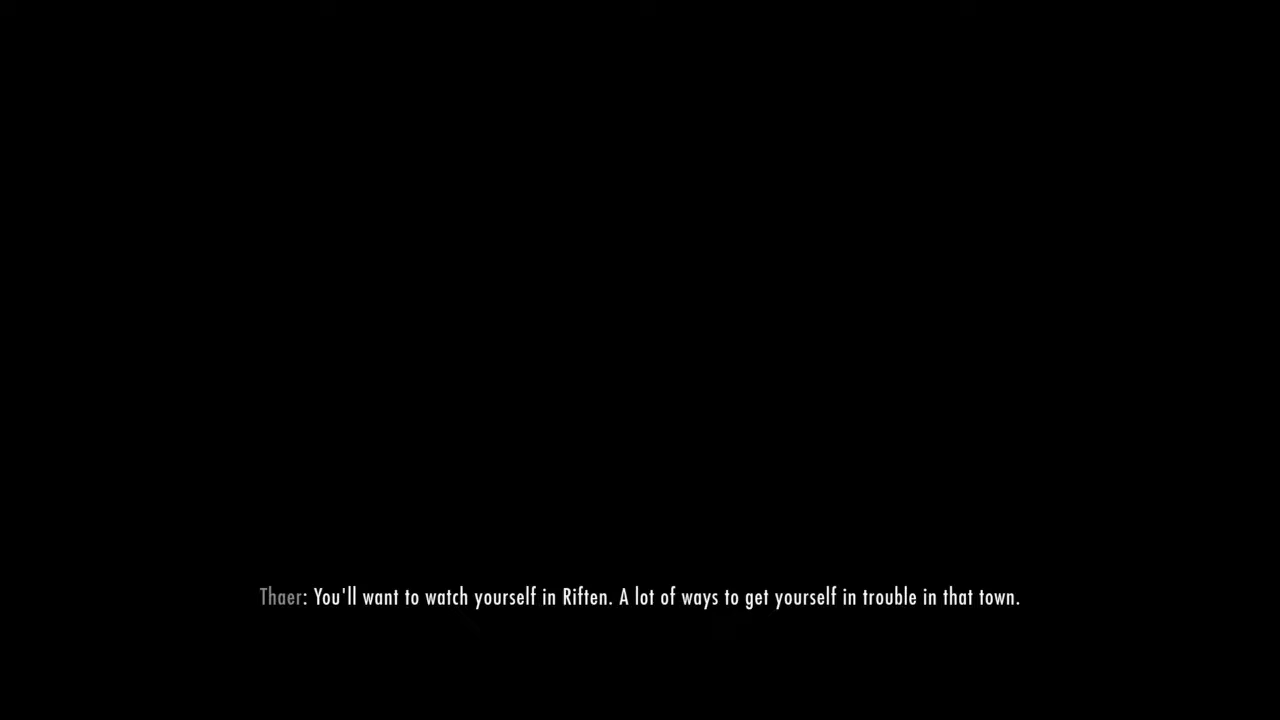 Thaer: You'll want to watch yourself in Riften. A lot of ways to get yourself in trouble in that town.